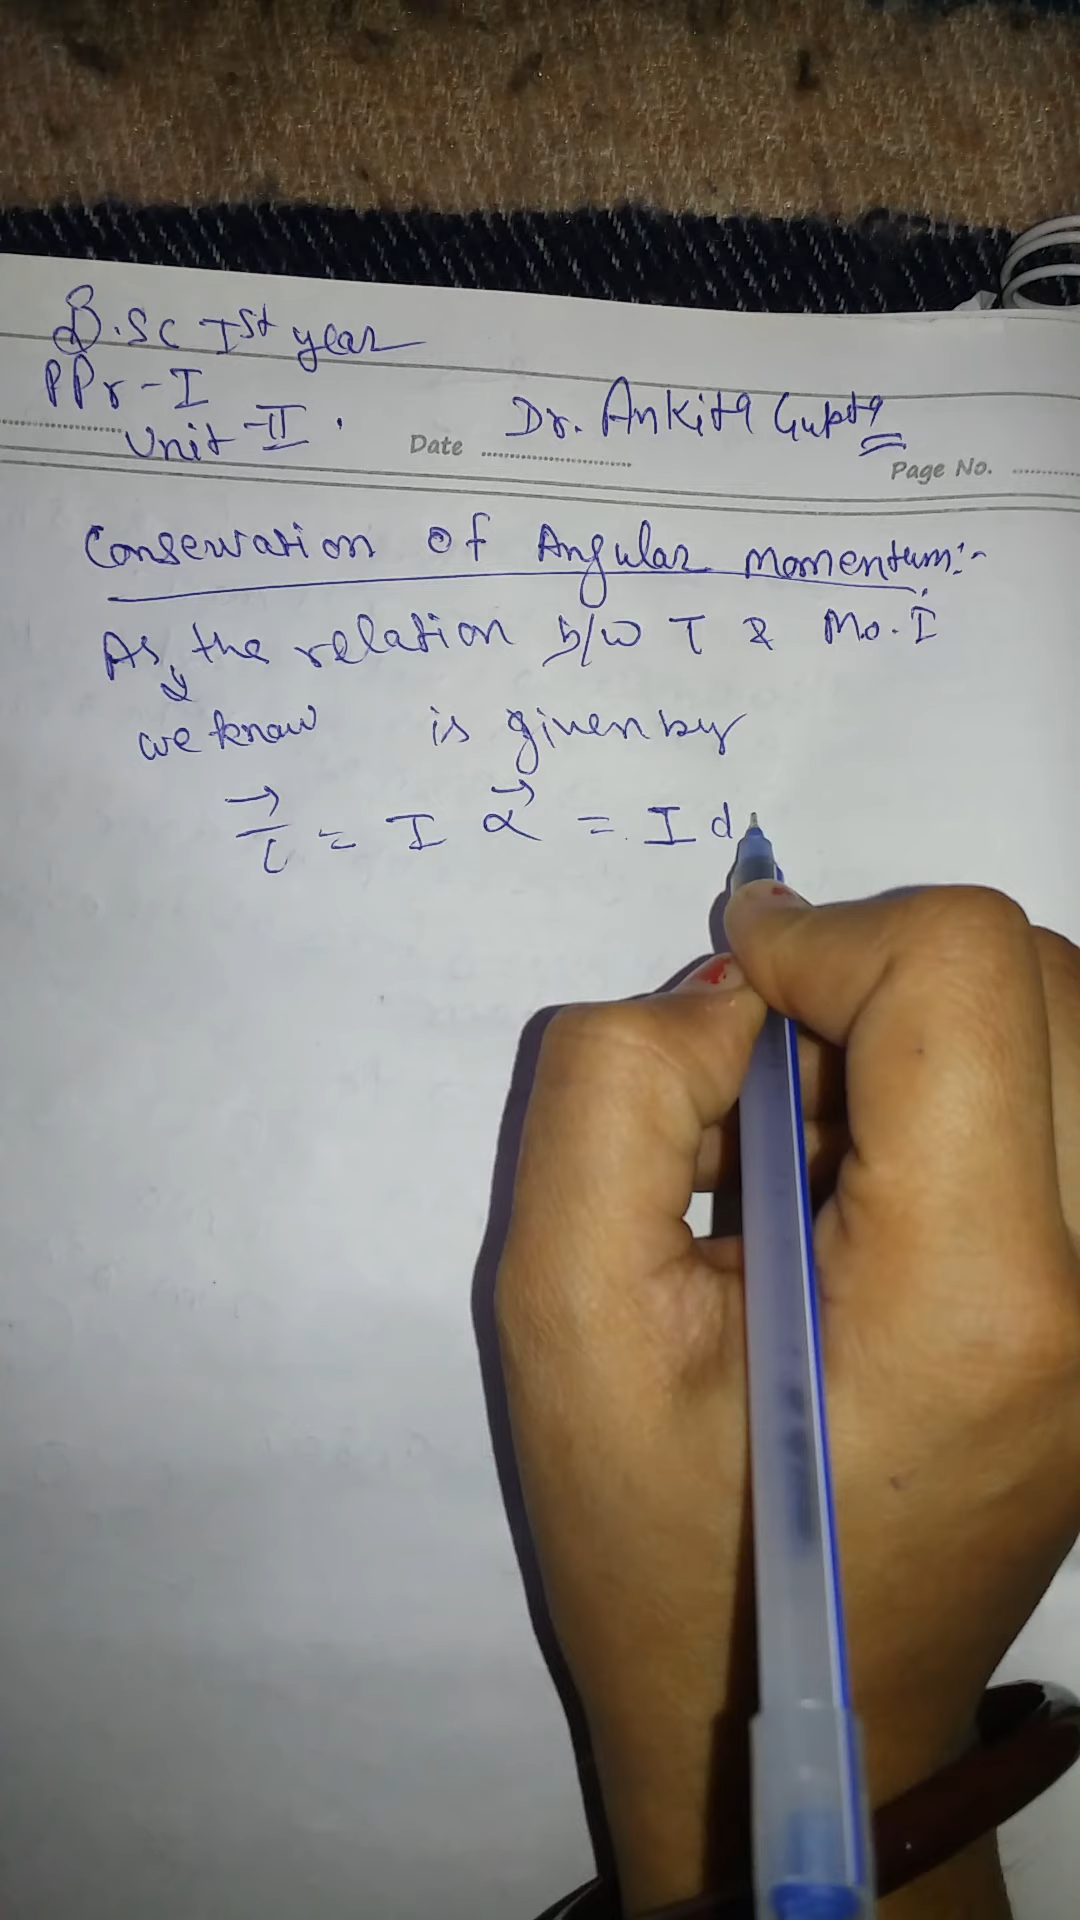 B.Sc Ist year
PPr-I
Unit-II.
Dr. Ankita Gupta
Date
Page No.
Conservation of Angular Momentum:-
As, the relation b/w τ & Mo.I
we know is given by
τ⃗ = I α⃗ = I d